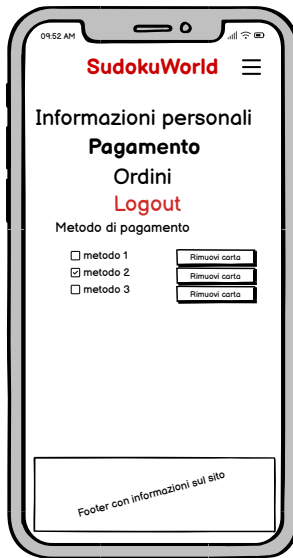 09:52 AM
SudokuWorld
Informazioni personali
Pagamento
Ordini
Logout
Metodo di pagamento
metodo 1 Rimuovi carta
metodo 2 Rimuovi carta
metodo 3 Rimuovi carta
Footer con informazioni sul sito